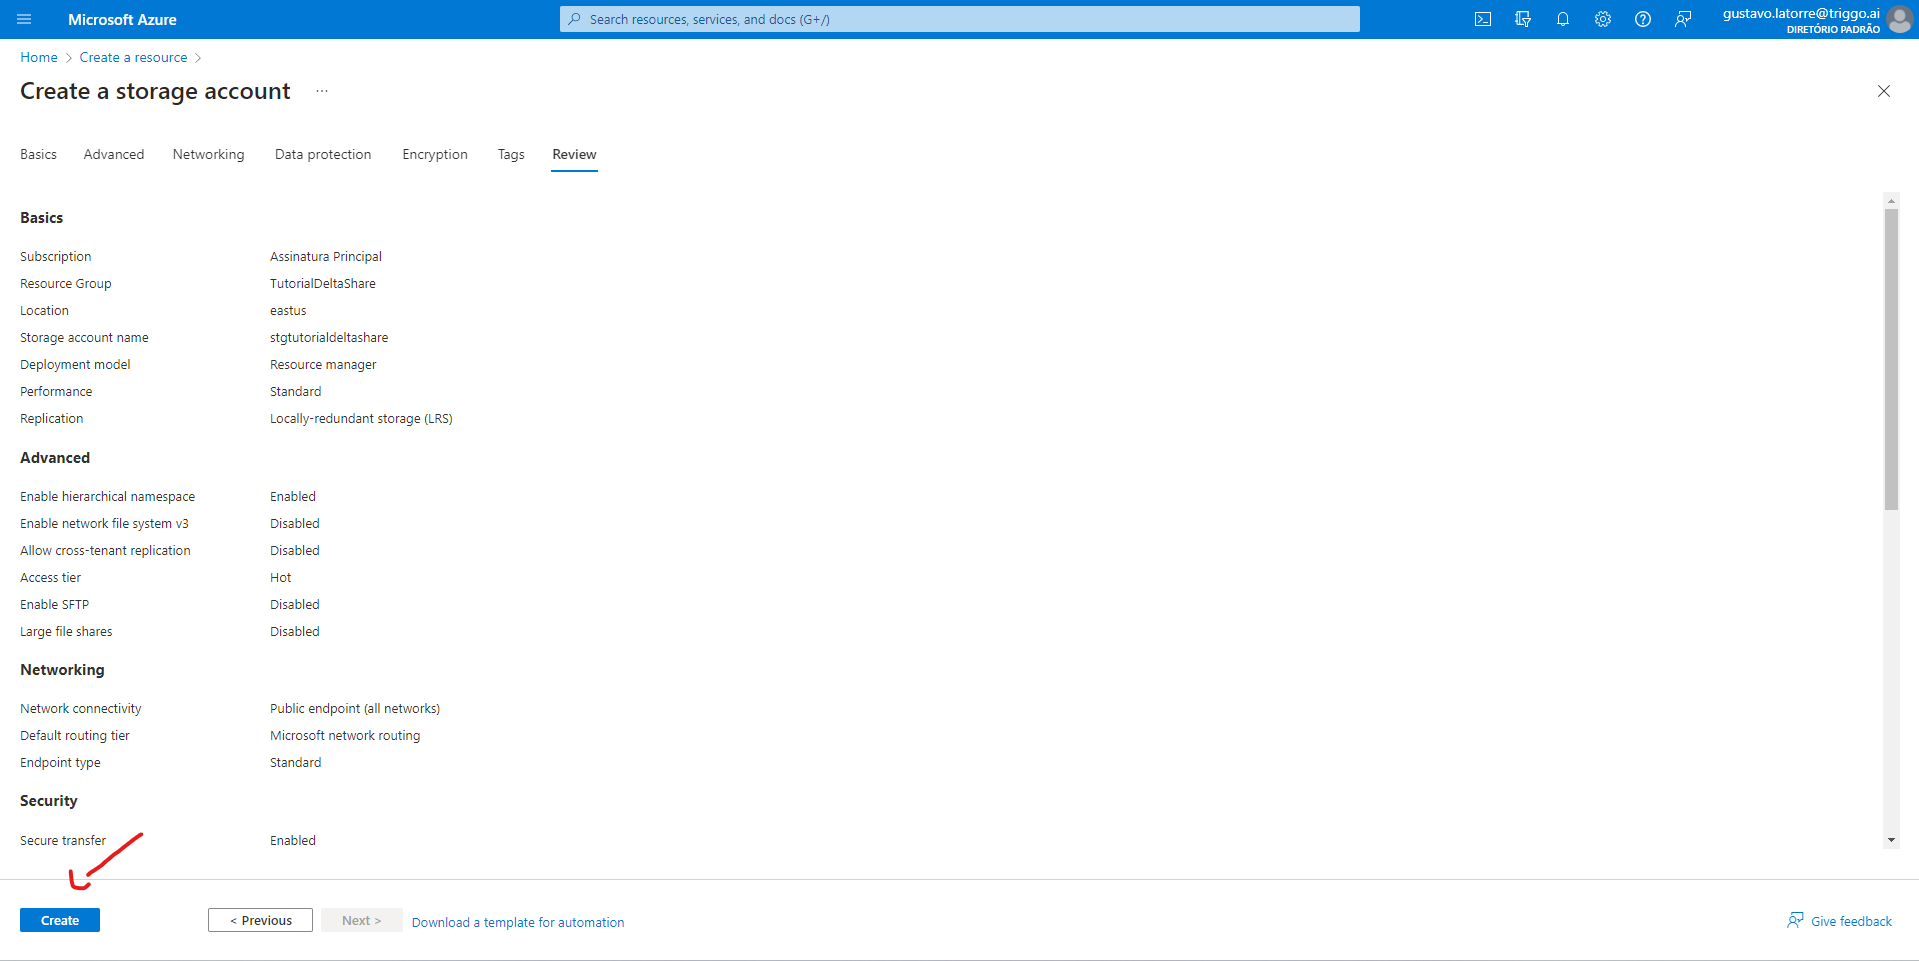 Microsoft Azure
Search resources, services, and docs (G+/)
gustavo.latorre@triggo.ai
DIRETÓRIO PADRÃO
Home > Create a resource >
Create a storage account ...
Basics Advanced Networking Data protection Encryption Tags Review
Basics
Subscription Assinatura Principal
Resource Group TutorialDeltaShare
Location eastus
Storage account name stgtutorialdeltashare
Deployment model Resource manager
Performance Standard
Replication Locally-redundant storage (LRS)
Advanced
Enable hierarchical namespace Enabled
Enable network file system v3 Disabled
Allow cross-tenant replication Disabled
Access tier Hot
Enable SFTP Disabled
Large file shares Disabled
Networking
Network connectivity Public endpoint (all networks)
Default routing tier Microsoft network routing
Endpoint type Standard
Security
Secure transfer Enabled
Create < Previous Next > Download a template for automation Give feedback